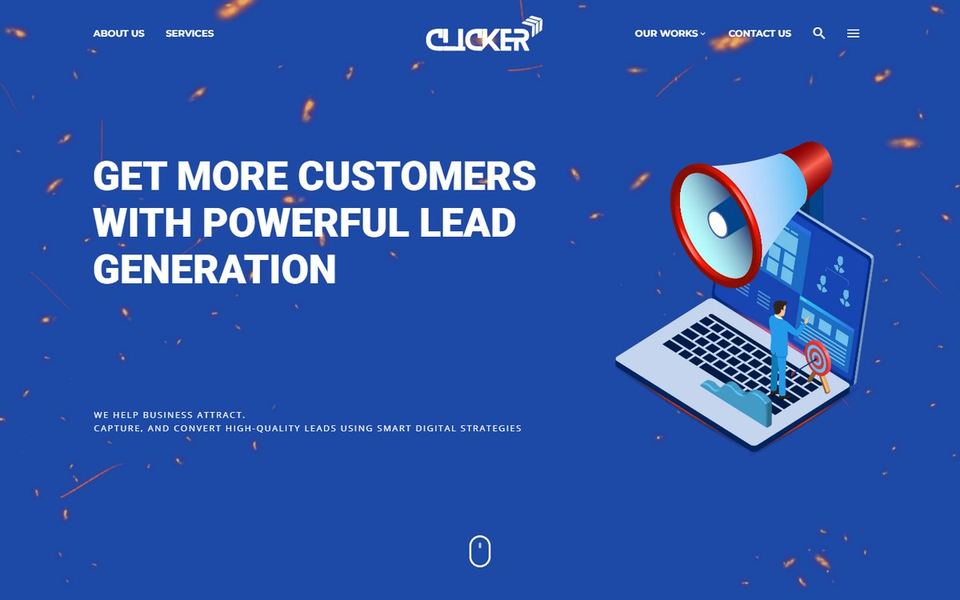 ABOUT US
SERVICES
CLICKER
OUR WORKS
CONTACT US
GET MORE CUSTOMERS
WITH POWERFUL LEAD
GENERATION
WE HELP BUSINESS ATTRACT.
CAPTURE, AND CONVERT HIGH-QUALITY LEADS USING SMART DIGITAL STRATEGIES